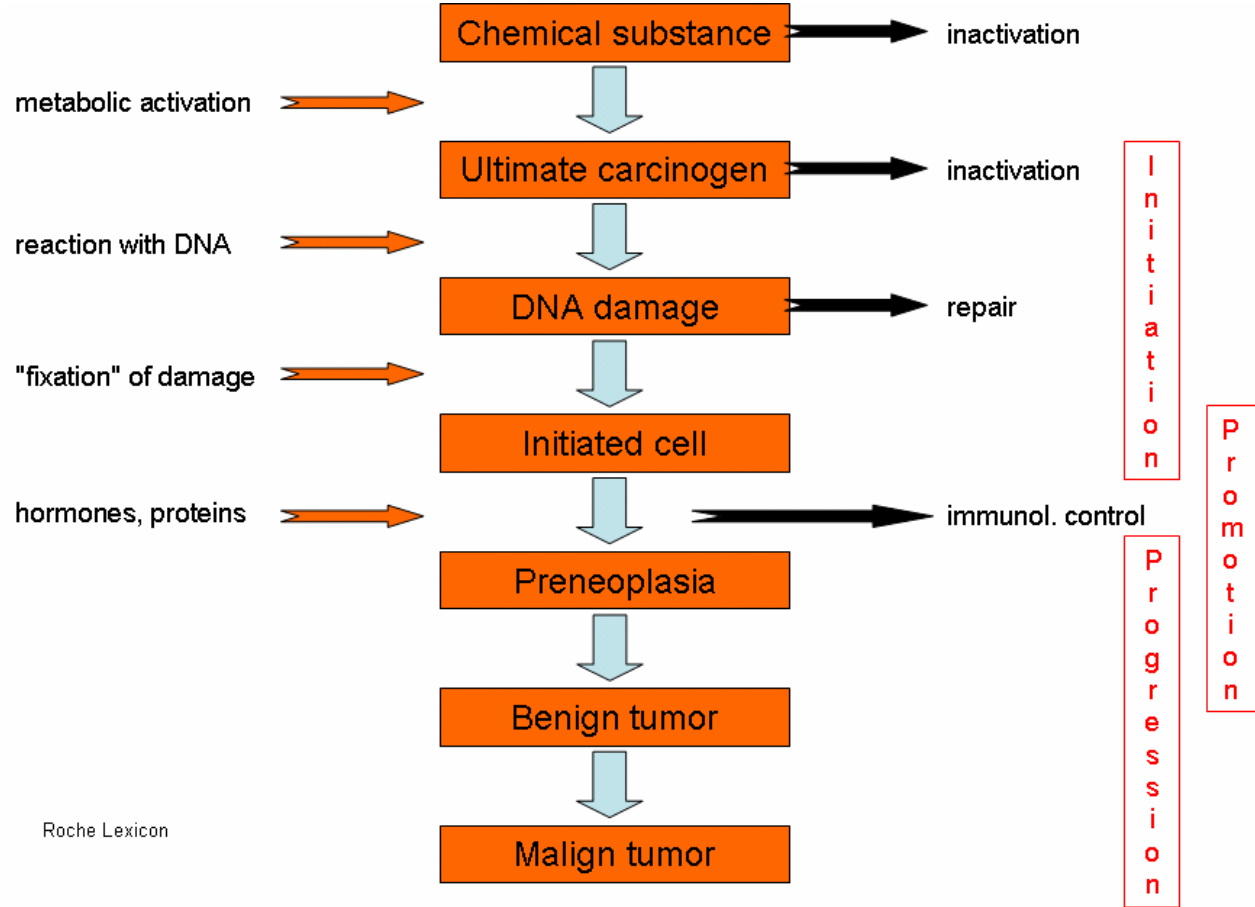 Chemical substance
inactivation
metabolic activation
Ultimate carcinogen
inactivation
reaction with DNA
DNA damage
repair
"fixation" of damage
Initiated cell
hormones, proteins
immunol. control
Preneoplasia
Benign tumor
Malign tumor
Initiation
Promotion
Progression
Roche Lexicon